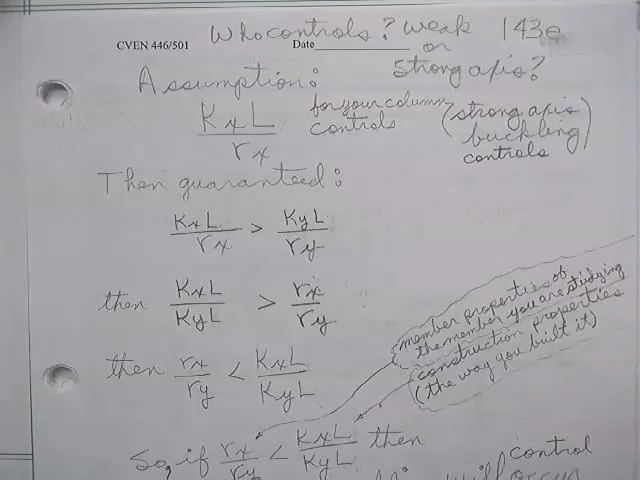 Who controls? weak 143e
CVEN 446/501 Date or
strong axis?
Assumption:
KxL/rx for your column controls (strong axis buckling controls)
Then guaranteed:
KxL/rx > KyL/ry
then KxL/KyL > rx/ry
member properties of
the member you are studying
construction properties
(the way you built it)
then rx/ry < KxL/KyL
So, if rx/ry < KxL/KyL then
control
will occur